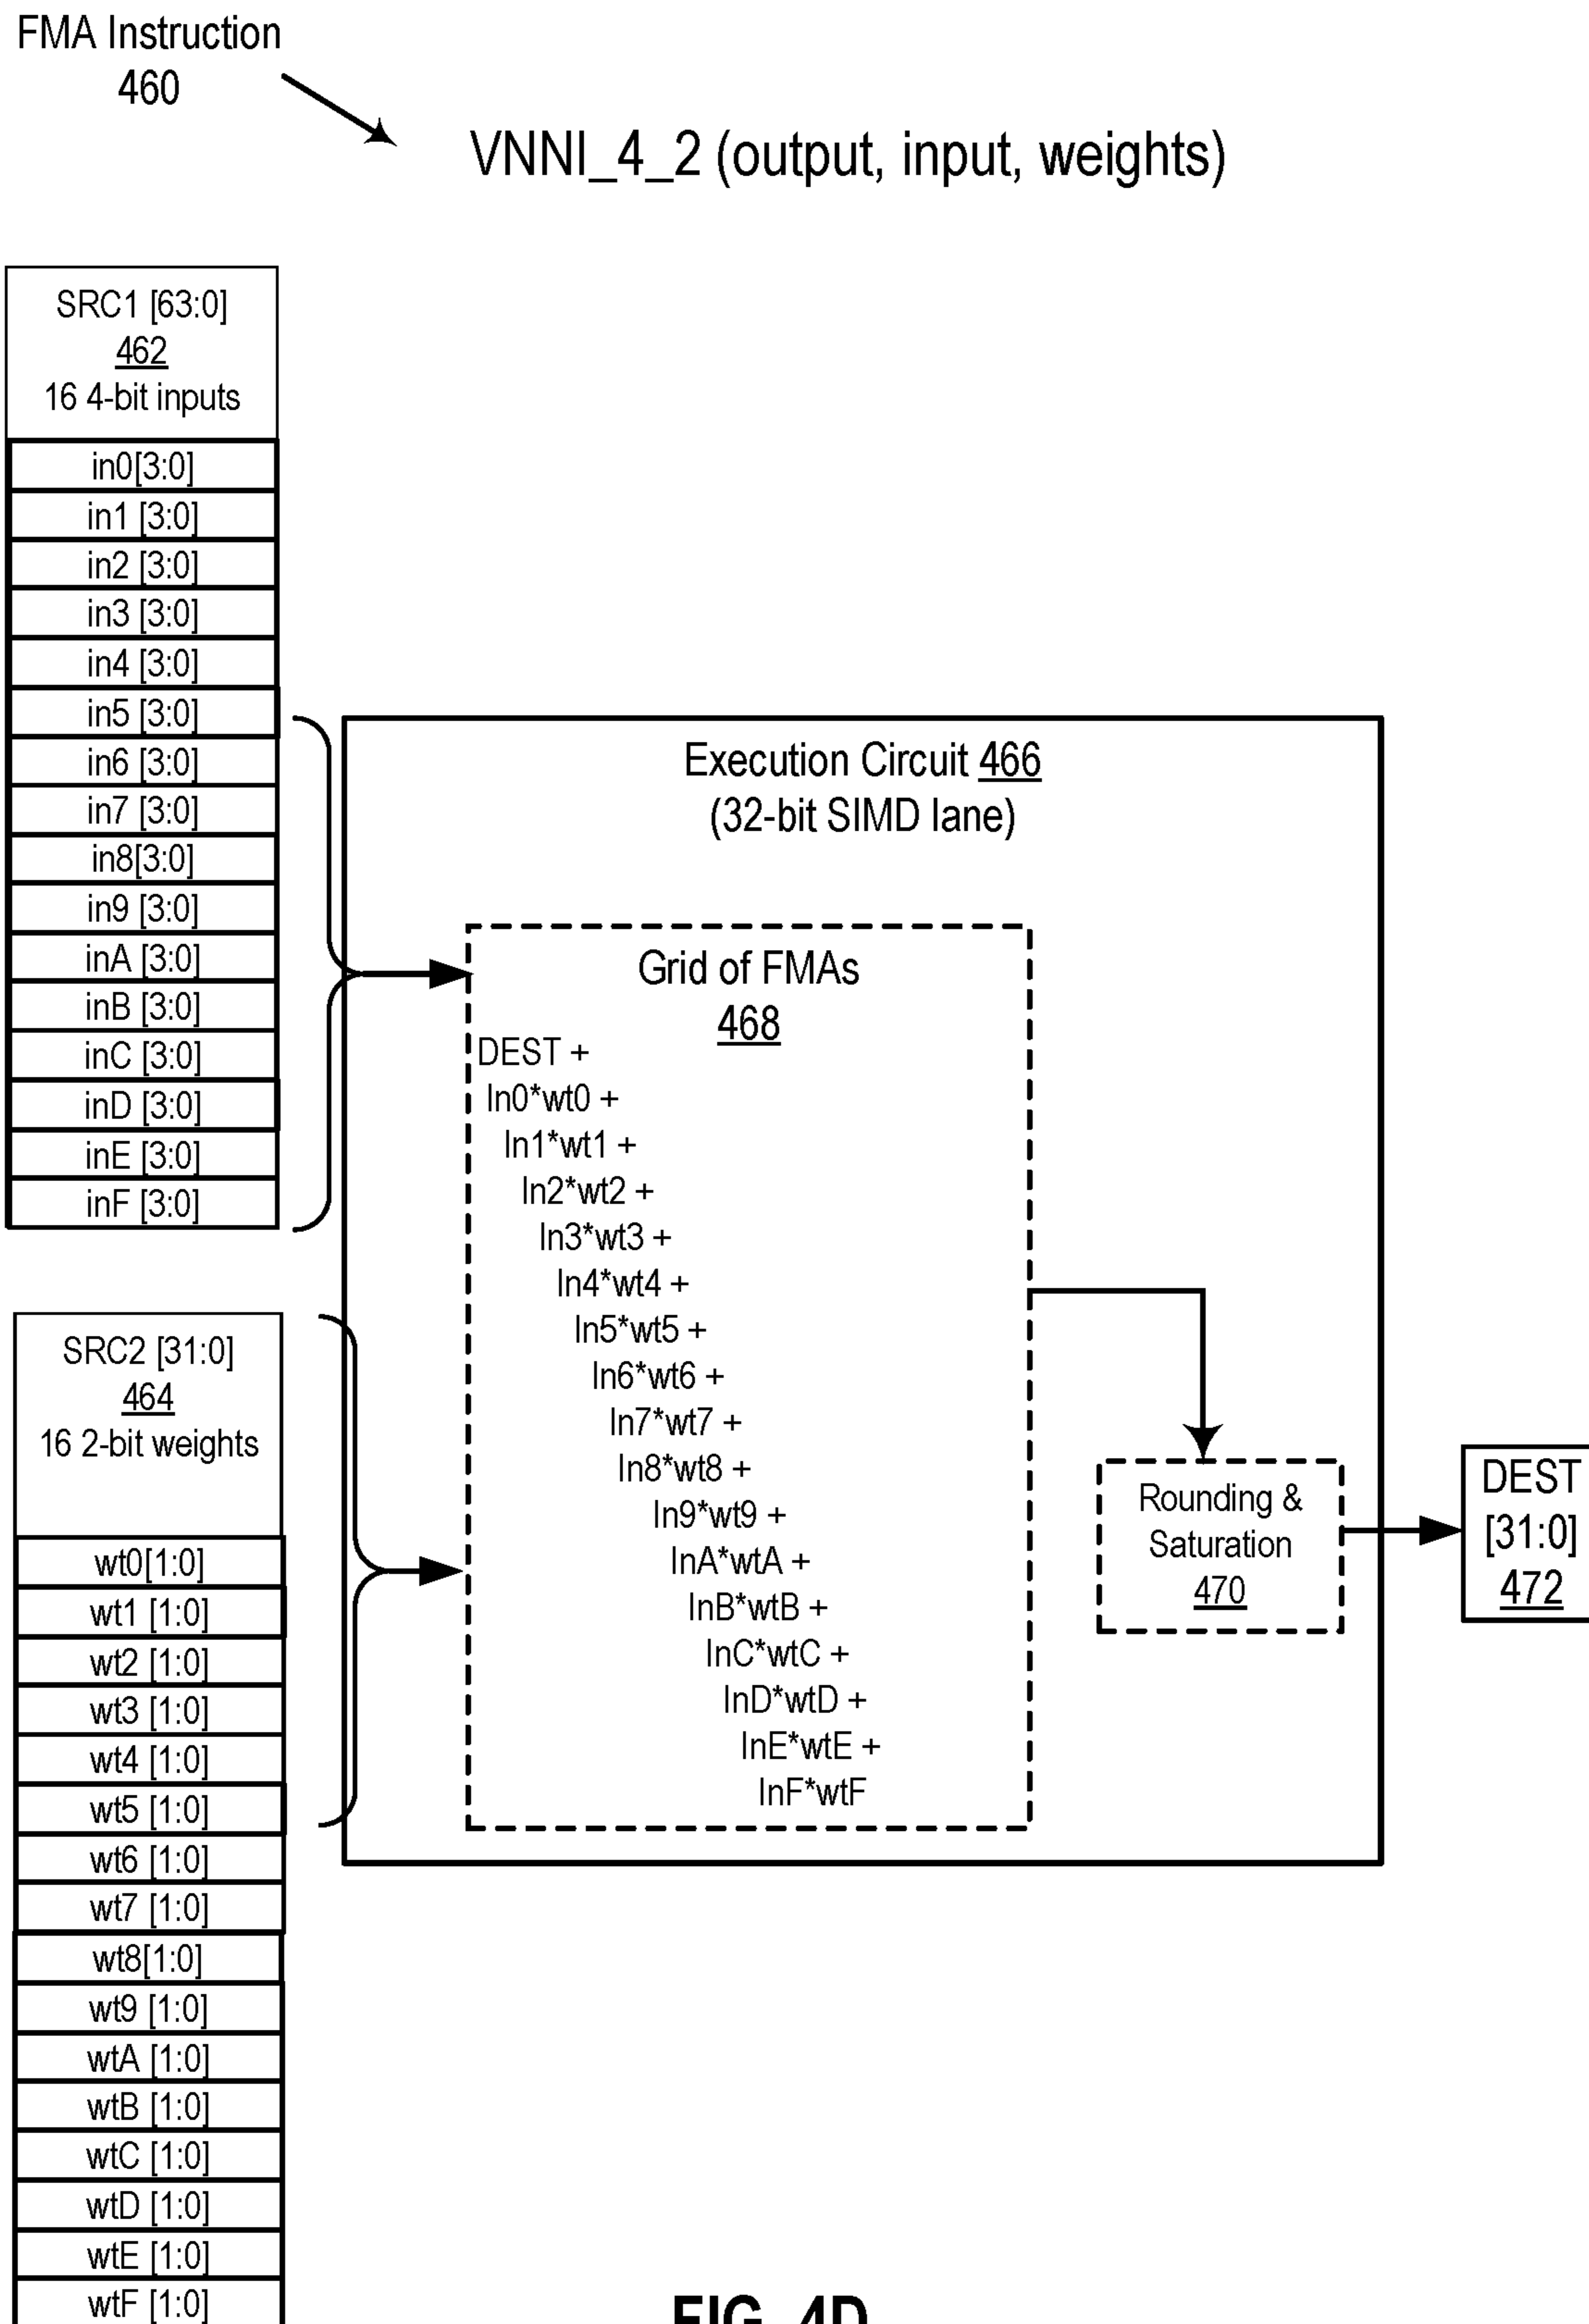 FMA Instruction
460
VNNI_4_2 (output, input, weights)
SRC1 [63:0]
462
16 4-bit inputs
in0[3:0]
in1 [3:0]
in2 [3:0]
in3 [3:0]
in4 [3:0]
in5 [3:0]
in6 [3:0]
in7 [3:0]
in8[3:0]
in9 [3:0]
inA [3:0]
inB [3:0]
inC [3:0]
inD [3:0]
inE [3:0]
inF [3:0]
SRC2 [31:0]
464
16 2-bit weights
wt0[1:0]
wt1 [1:0]
wt2 [1:0]
wt3 [1:0]
wt4 [1:0]
wt5 [1:0]
wt6 [1:0]
wt7 [1:0]
wt8[1:0]
wt9 [1:0]
wtA [1:0]
wtB [1:0]
wtC [1:0]
wtD [1:0]
wtE [1:0]
wtF [1:0]
Execution Circuit 466
(32-bit SIMD lane)
Grid of FMAs
468
DEST +
In0*wt0 +
In1*wt1 +
In2*wt2 +
In3*wt3 +
In4*wt4 +
In5*wt5 +
In6*wt6 +
In7*wt7 +
In8*wt8 +
In9*wt9 +
InA*wtA +
InB*wtB +
InC*wtC +
InD*wtD +
InE*wtE +
InF*wtF
Rounding &
Saturation
470
DEST
[31:0]
472
FIG. 4D